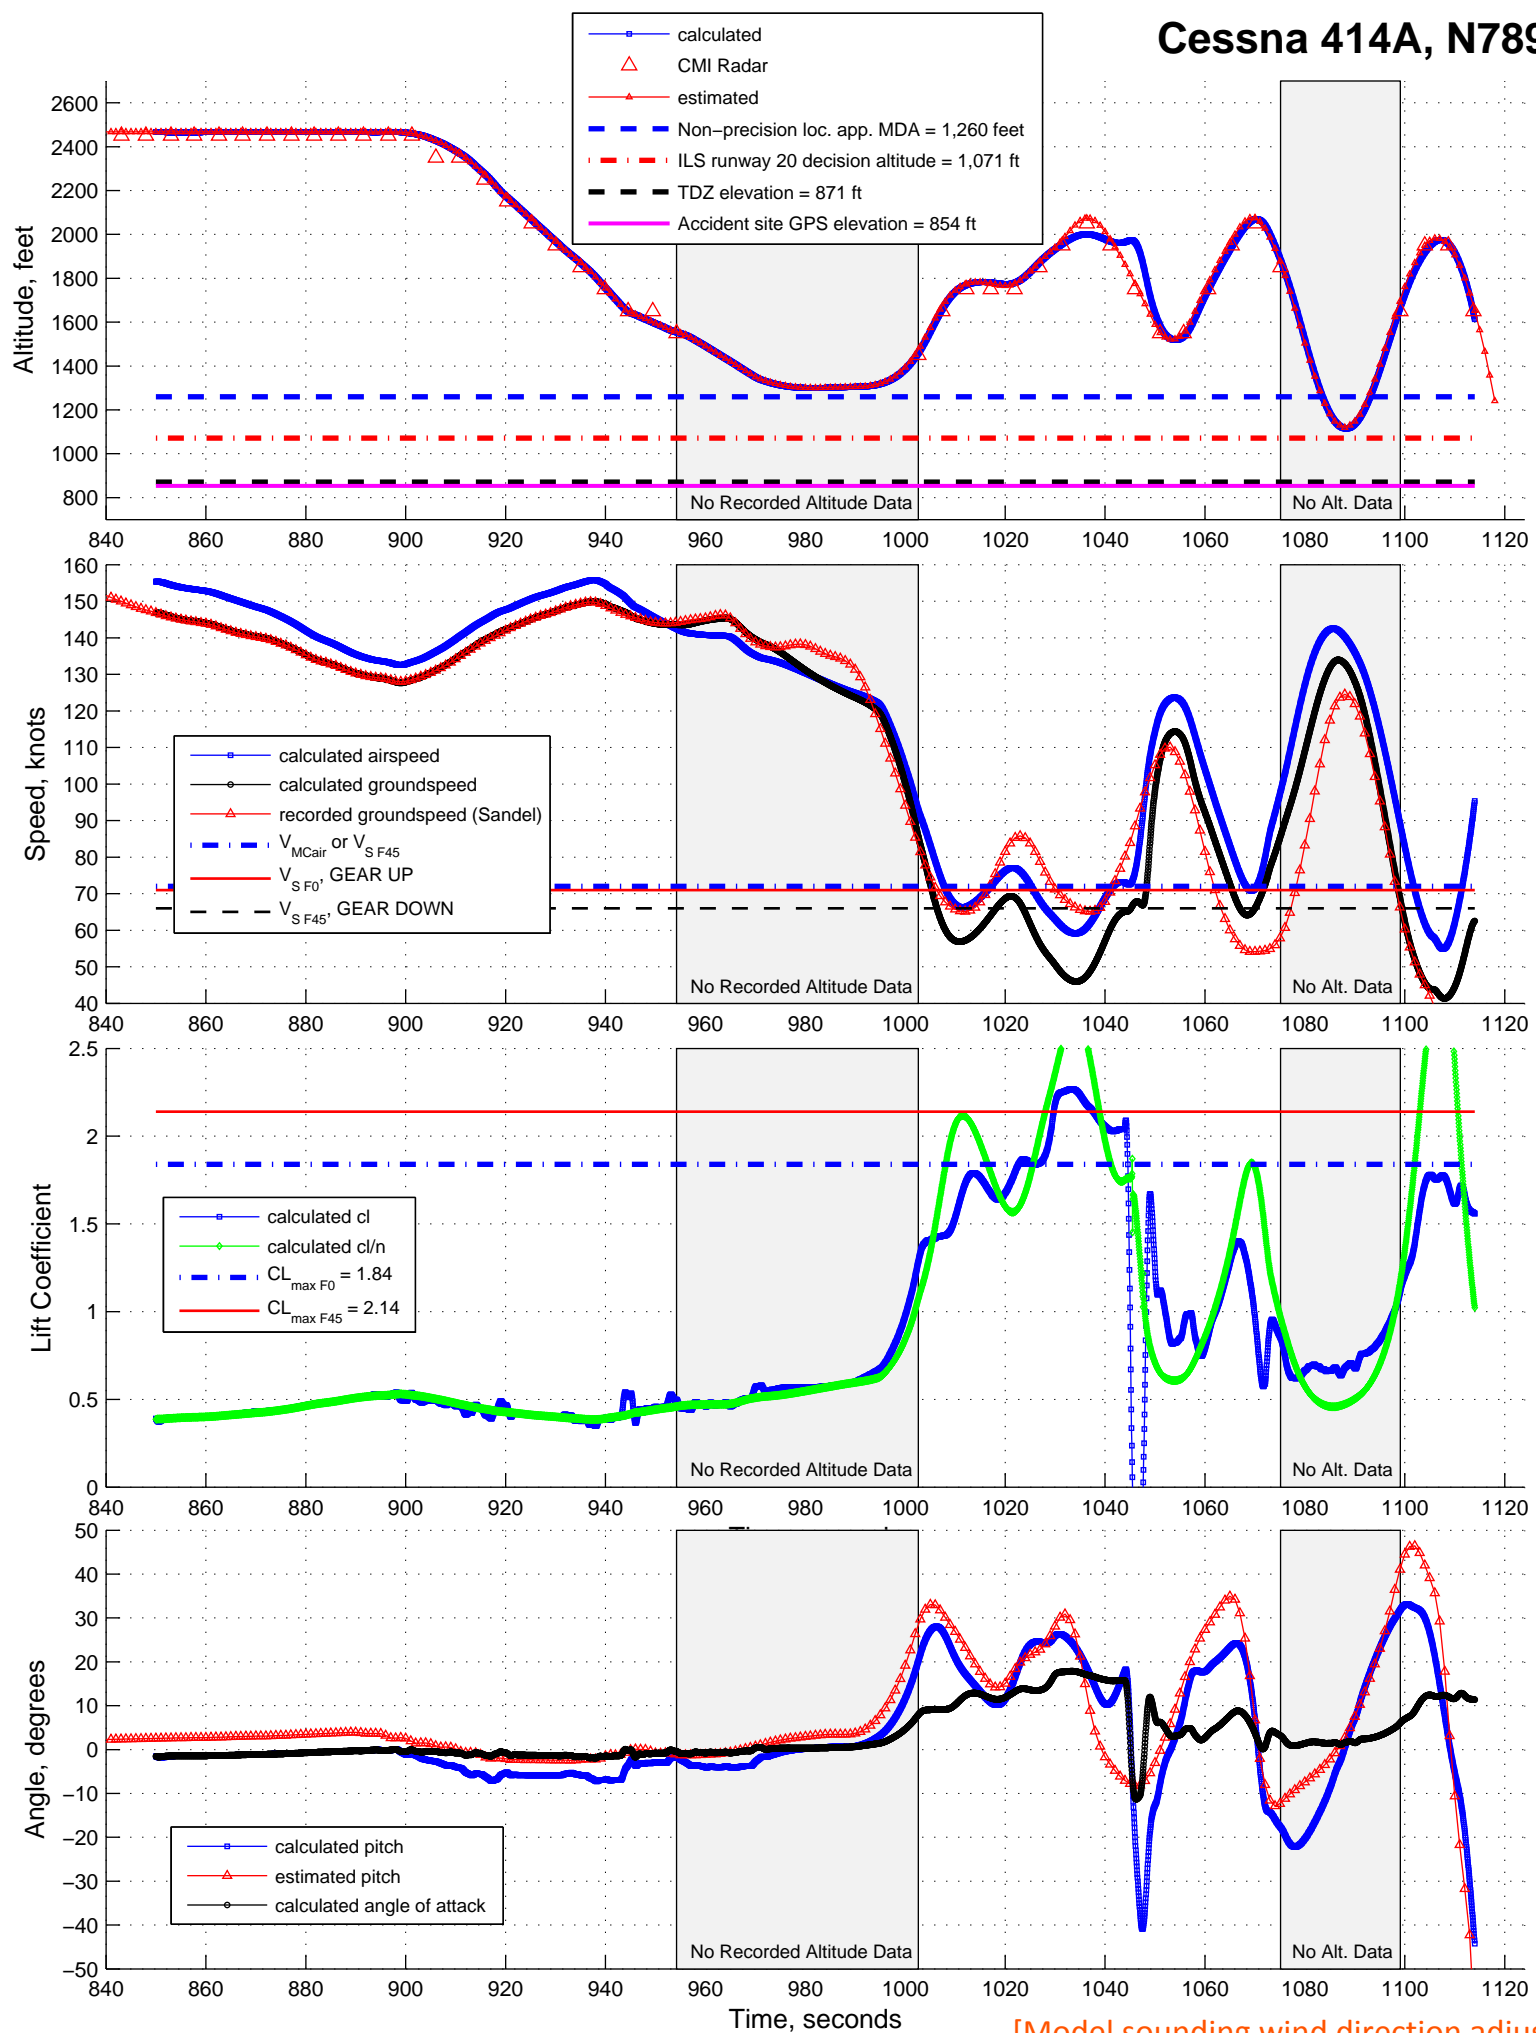 Cessna 414A, N789
calculated
CMI Radar
estimated
Non−precision loc. app. MDA = 1,260 feet
ILS runway 20 decision altitude = 1,071 ft
TDZ elevation = 871 ft
Accident site GPS elevation = 854 ft
Altitude, feet
2600
2400
2200
2000
1800
1600
1400
1200
1000
800
No Recorded Altitude Data
No Alt. Data
840 860 880 900 920 940 960 980 1000 1020 1040 1060 1080 1100 1120
Speed, knots
160
150
140
130
120
110
100
90
80
70
60
50
40
calculated airspeed
calculated groundspeed
recorded groundspeed (Sandel)
VMCair or VS F45
VS F0, GEAR UP
VS F45, GEAR DOWN
No Recorded Altitude Data
No Alt. Data
840 860 880 900 920 940 960 980 1000 1020 1040 1060 1080 1100 1120
Lift Coefficient
2.5
2
1.5
1
0.5
0
calculated cl
calculated cl/n
CLmax F0 = 1.84
CLmax F45 = 2.14
No Recorded Altitude Data
No Alt. Data
840 860 880 900 920 940 960 980 1000 1020 1040 1060 1080 1100 1120
Angle, degrees
50
40
30
20
10
0
−10
−20
−30
−40
−50
calculated pitch
estimated pitch
calculated angle of attack
No Recorded Altitude Data
No Alt. Data
840 860 880 900 920 940 960 980 1000 1020 1040 1060 1080 1100 1120
Time, seconds
[Model sounding wind direction adju